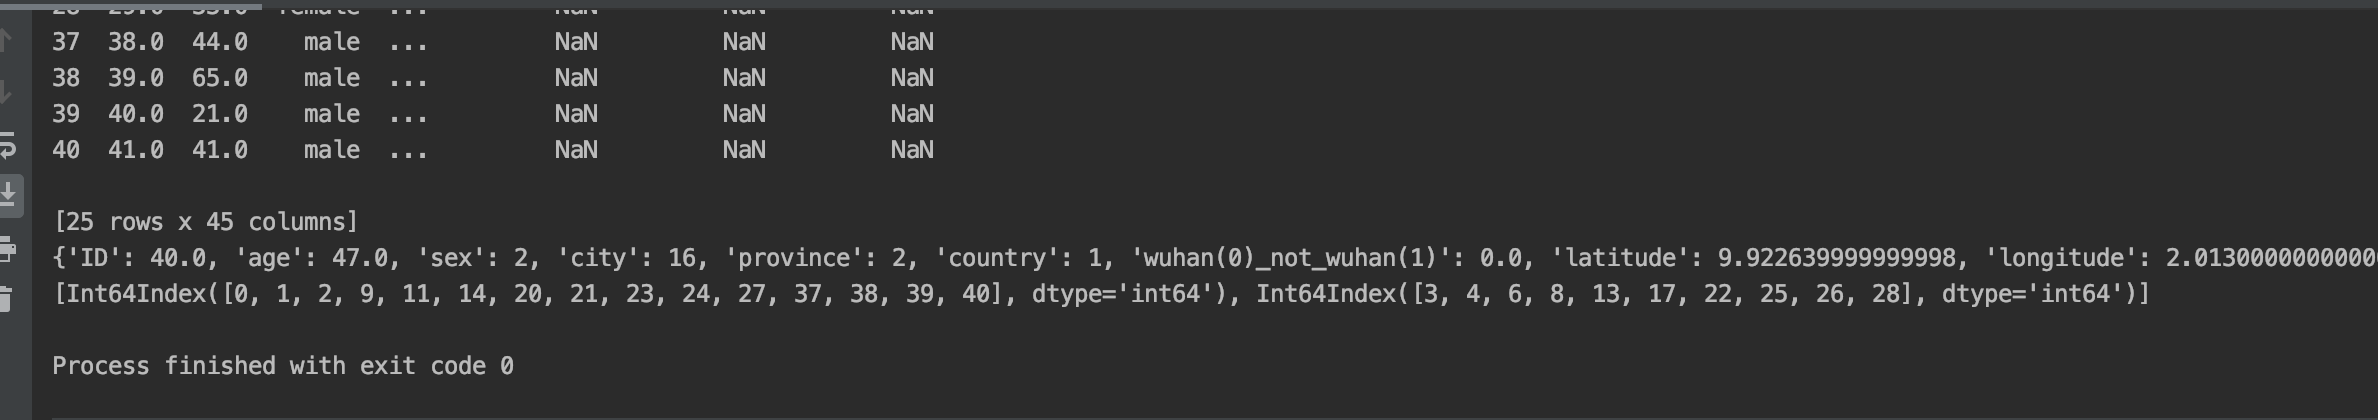 37 38.0 44.0 male ... NaN NaN NaN
38 39.0 65.0 male ... NaN NaN NaN
39 40.0 21.0 male ... NaN NaN NaN
40 41.0 41.0 male ... NaN NaN NaN
[25 rows x 45 columns]
{'ID': 40.0, 'age': 47.0, 'sex': 2, 'city': 16, 'province': 2, 'country': 1, 'wuhan(0)_not_wuhan(1)': 0.0, 'latitude': 9.922639999999998, 'longitude': 2.01300000000000
[Int64Index([0, 1, 2, 9, 11, 14, 20, 21, 23, 24, 27, 37, 38, 39, 40], dtype='int64'), Int64Index([3, 4, 6, 8, 13, 17, 22, 25, 26, 28], dtype='int64')]
Process finished with exit code 0